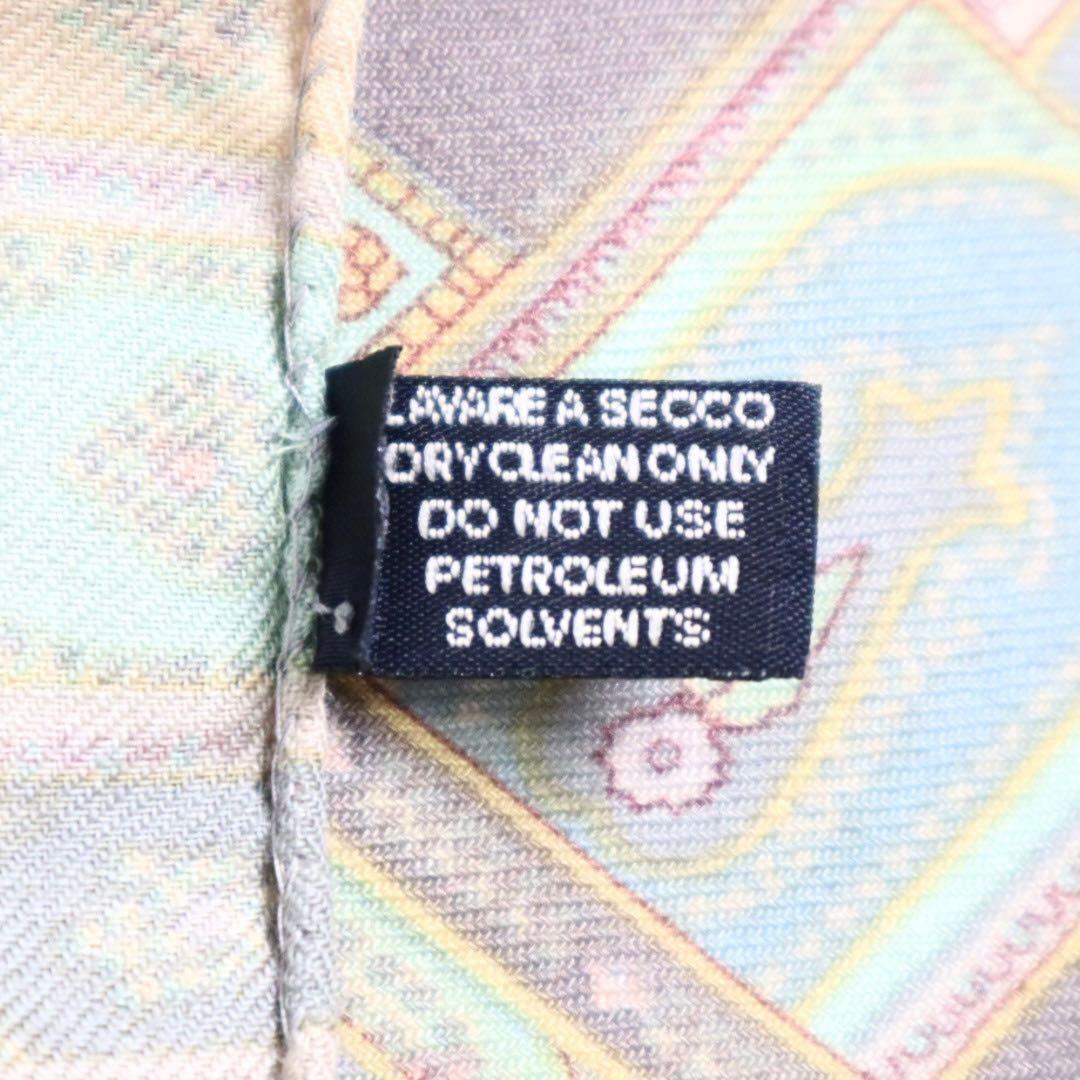 LAVARE A SECCO
DRY CLEAN ONLY
DO NOT USE
PETROLEUM
SOLVENTS